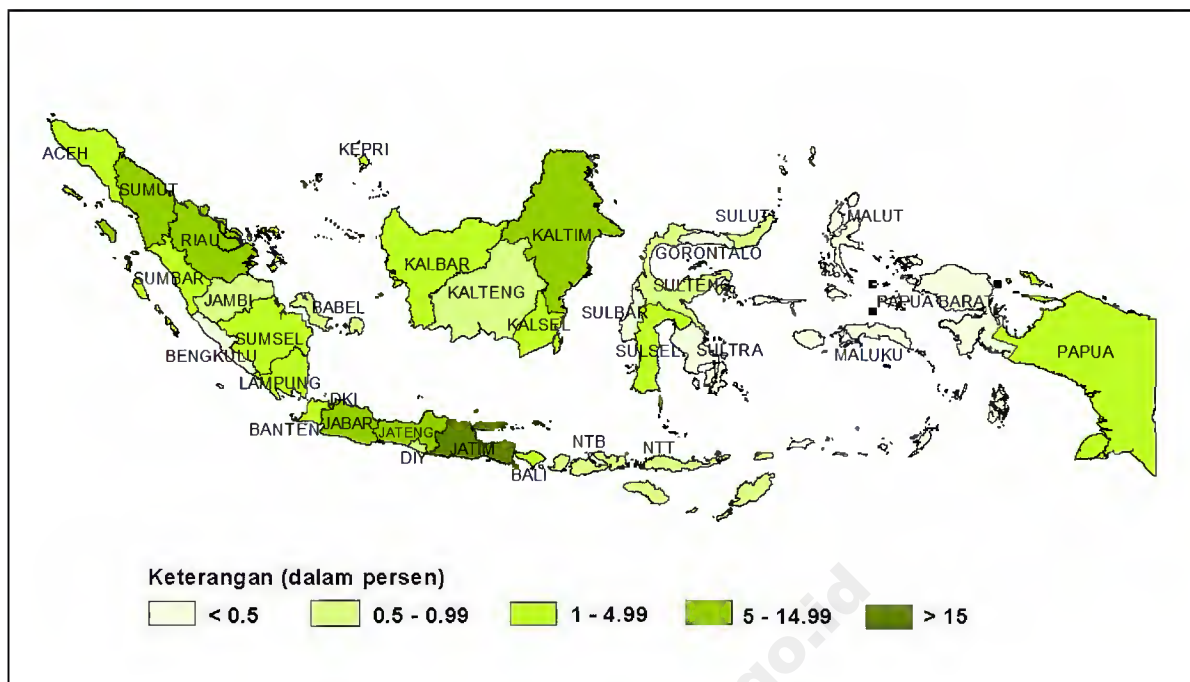 KEPRI
ACEH
SUMUT
SULUT
MALUT
RIAU
KALTIM
GORONTALO
KALBAR
SUMBAR
SULTENG
KALTENG
JAMBI
PAPUA BARAT
BABEL
SULBAR
KALSEL
SUMSEL
SULSEL
SULTRA
BENGKULU
MALUKU
PAPUA
LAMPUNG
DKI
BANTEN
JABAR
JATENG
NTB
NTT
JATIM
DIY
BALI
Keterangan (dalam persen)
< 0.5
0.5 - 0.99
1 - 4.99
5 - 14.99
> 15
go.id